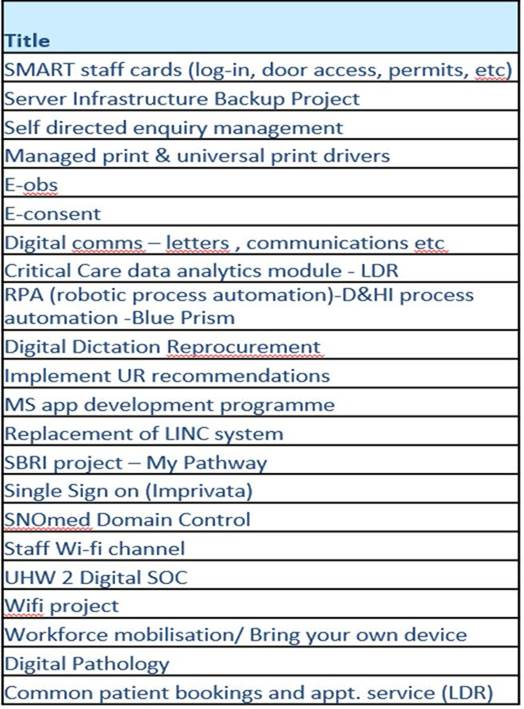 Title
SMART staff cards (log-in, door access, permits, etc)
Server Infrastructure Backup Project
Self directed enquiry management
Managed print & universal print drivers
E-obs
E-consent
Digital comms – letters , communications etc
Critical Care data analytics module - LDR
RPA (robotic process automation)-D&HI process
automation -Blue Prism
Digital Dictation Reprocurement
Implement UR recommendations
MS app development programme
Replacement of LINC system
SBRI project – My Pathway
Single Sign on (Imprivata)
SNOmed Domain Control
Staff Wi-fi channel
UHW 2 Digital SOC
Wifi project
Workforce mobilisation/ Bring your own device
Digital Pathology
Common patient bookings and appt. service (LDR)